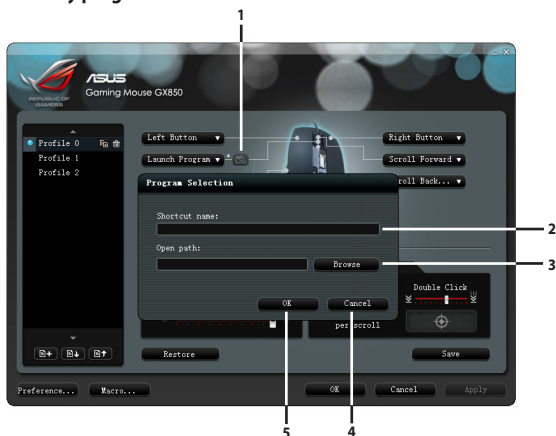 1
REPUBLIC OF
GAMERS
ASUS
Gaming Mouse GX850
Profile 0
Profile 1
Profile 2
Left Button
Launch Program
Right Button
Scroll Forward
roll Back...
Program Selection
Shortcut name:
2
Open path:
Browse
3
OK
Cancel
Double Click
per scroll
Restore
Save
Preference...
Macro...
OK
Cancel
Apply
5
4